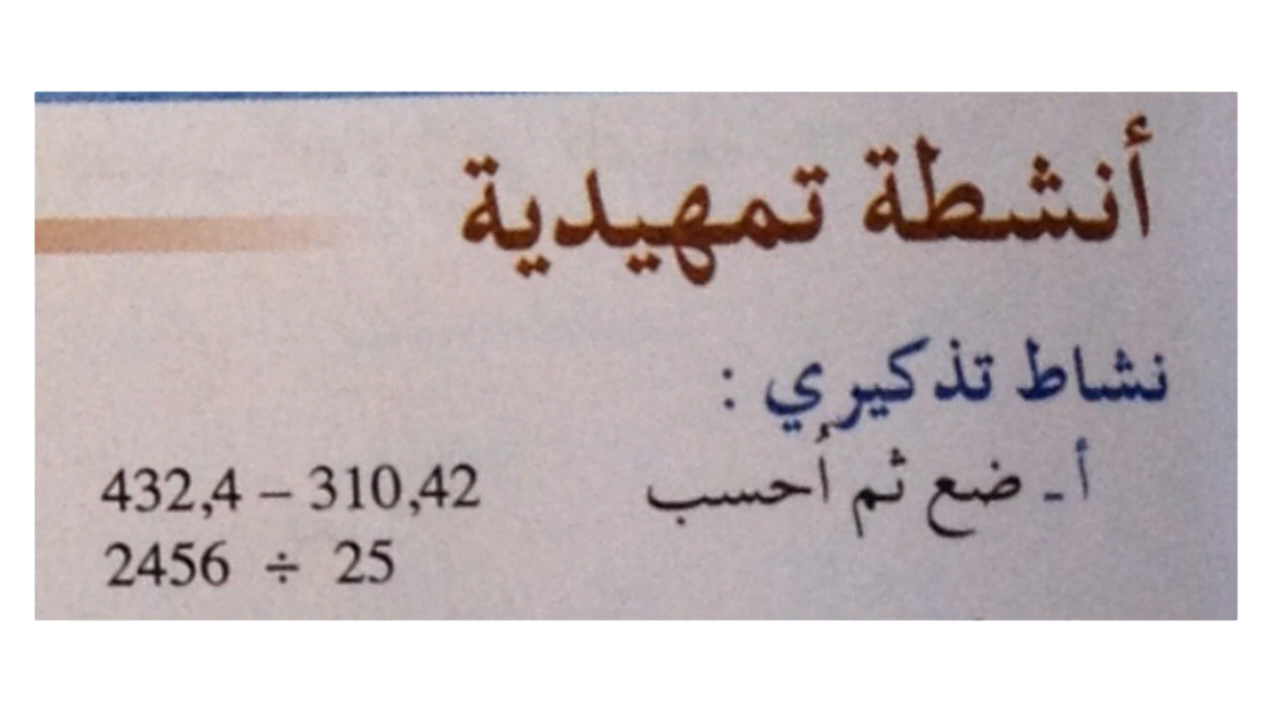 أنشطة تمهيدية
نشاط تذكيري :
أ - ضع ثم أحسب 432,4 – 310,42
2456 ÷ 25